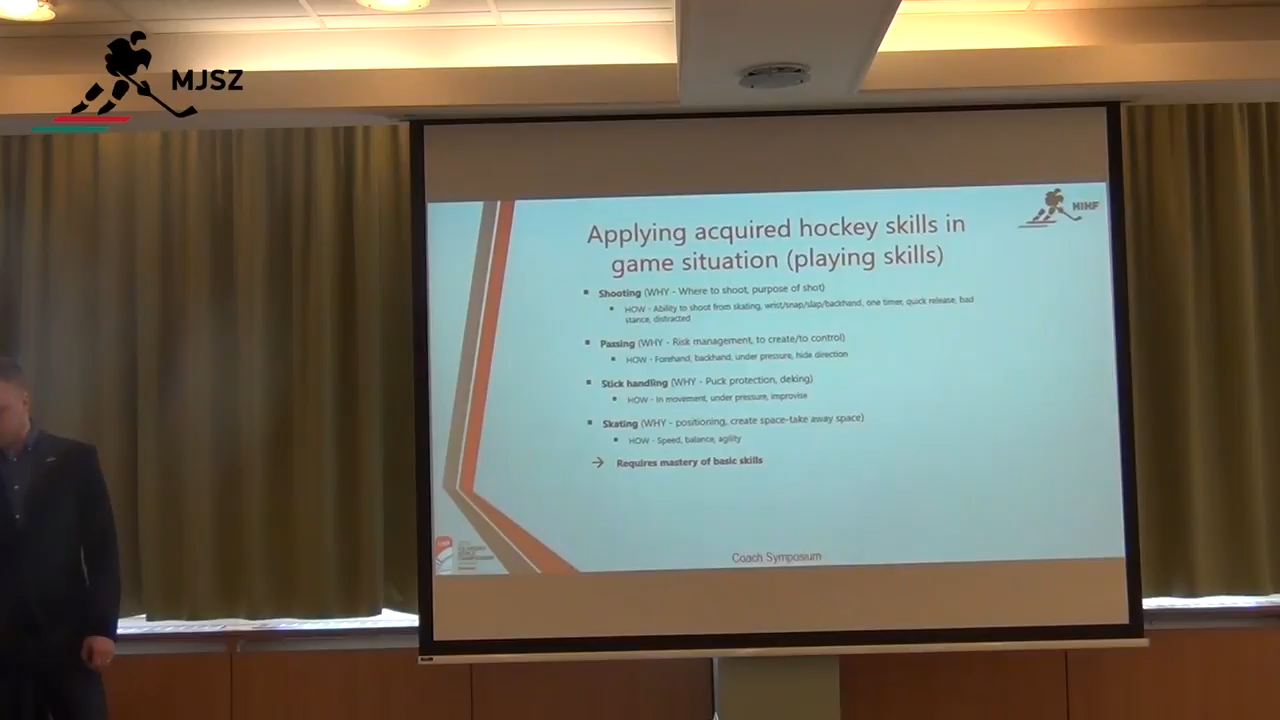 MJSZ
HIHF
Applying acquired hockey skills in
game situation (playing skills)
Shooting (WHY - Where to shoot, purpose of shot)
HOW - Ability to shoot from skating, wrist/snap/slap/backhand, one timer, quick release, bad
stance, distracted
Passing (WHY - Risk management, to create/to control)
HOW - Forehand, backhand, under pressure, hide direction
Stick handling (WHY - Puck protection, deking)
HOW - In movement, under pressure, improvise
Skating (WHY - positioning, create space-take away space)
HOW - Speed, balance, agility
→ Requires mastery of basic skills
Coach Symposium